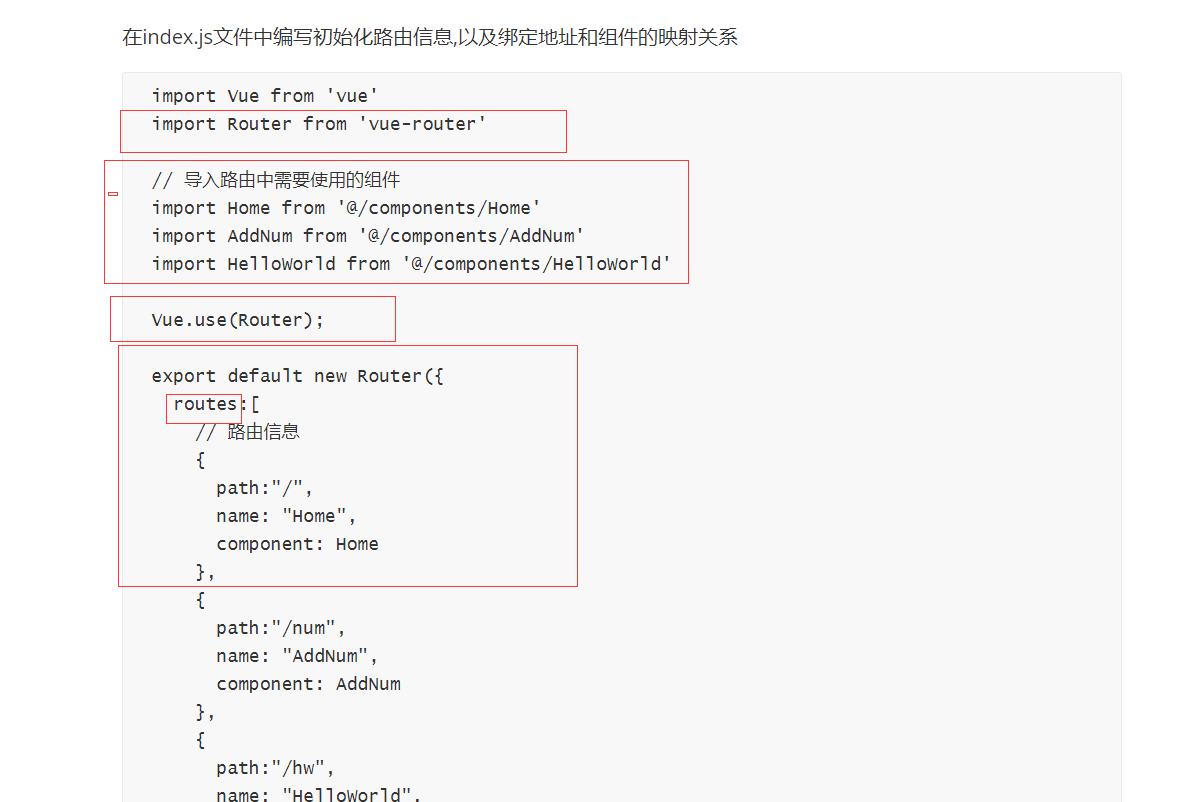 在index.js文件中编写初始化路由信息,以及绑定地址和组件的映射关系
import Vue from 'vue'
import Router from 'vue-router'
// 导入路由中需要使用的组件
import Home from '@/components/Home'
import AddNum from '@/components/AddNum'
import HelloWorld from '@/components/HelloWorld'
Vue.use(Router);
export default new Router({
routes:[
// 路由信息
{
path:"/",
name: "Home",
component: Home
},
{
path:"/num",
name: "AddNum",
component: AddNum
},
{
path:"/hw",
name: "HelloWorld",